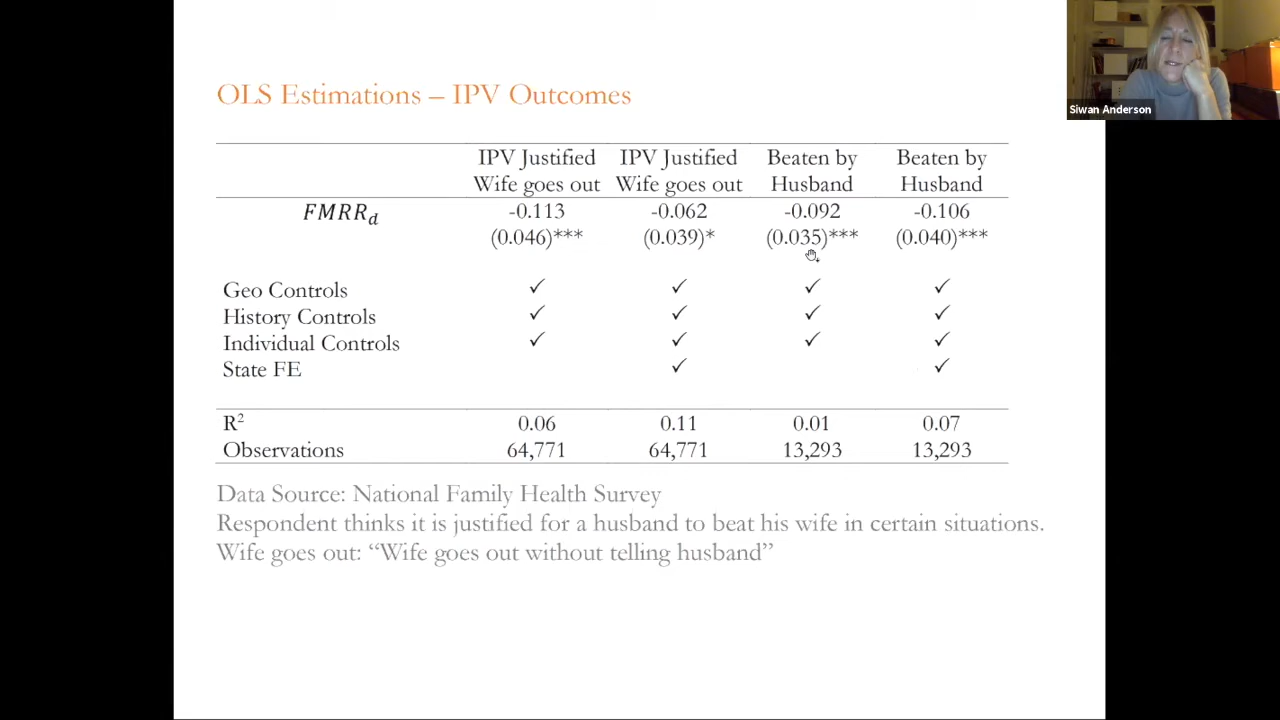 Siwan Anderson
OLS Estimations – IPV Outcomes
IPV Justified IPV Justified Beaten by Beaten by
Wife goes out Wife goes out Husband Husband
FMRR_d -0.113 -0.062 -0.092 -0.106
(0.046)*** (0.039)* (0.035)*** (0.040)***
Geo Controls ✓ ✓ ✓ ✓
History Controls ✓ ✓ ✓ ✓
Individual Controls ✓ ✓ ✓ ✓
State FE ✓ ✓
R² 0.06 0.11 0.01 0.07
Observations 64,771 64,771 13,293 13,293
Data Source: National Family Health Survey
Respondent thinks it is justified for a husband to beat his wife in certain situations.
Wife goes out: “Wife goes out without telling husband”